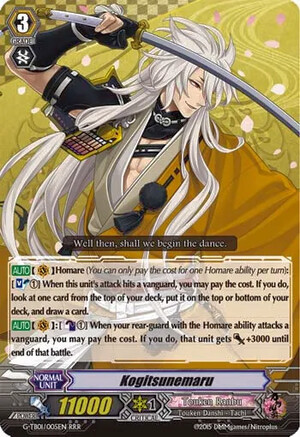 3
GRADE
Well then, shall we begin the dance.
AUTO [ ]Homare (You can only pay the cost for one Homare ability per turn):
[V] When this unit's attack hits a vanguard, you may pay the cost. If you do,
look at one card from the top of your deck, put it on the top or bottom of
your deck, and draw a card.
AUTO [ ]:[ 1] When your rear-guard with the Homare ability attacks
a vanguard, you may pay the cost. If you do, that unit gets +3000 until
end of that battle.
NORMAL
UNIT
Kogitsunemaru
POWER
11000
1
CRITICAL
Touken Ranbu
Touken Danshi - Tachi
G-TB01/005EN RRR
©2015 DMM games/ Nitroplus